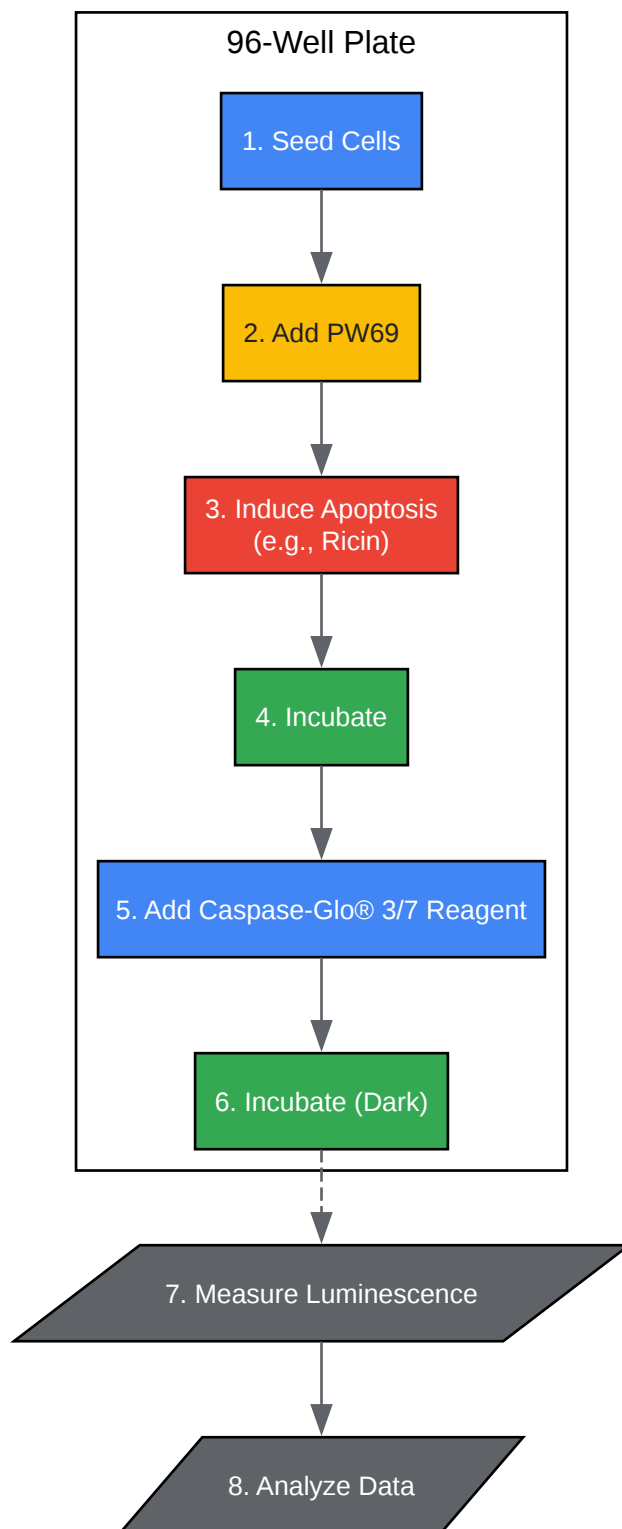 96-Well Plate
1. Seed Cells
2. Add PW69
3. Induce Apoptosis
(e.g., Ricin)
4. Incubate
5. Add Caspase-Glo® 3/7 Reagent
6. Incubate (Dark)
7. Measure Luminescence
8. Analyze Data